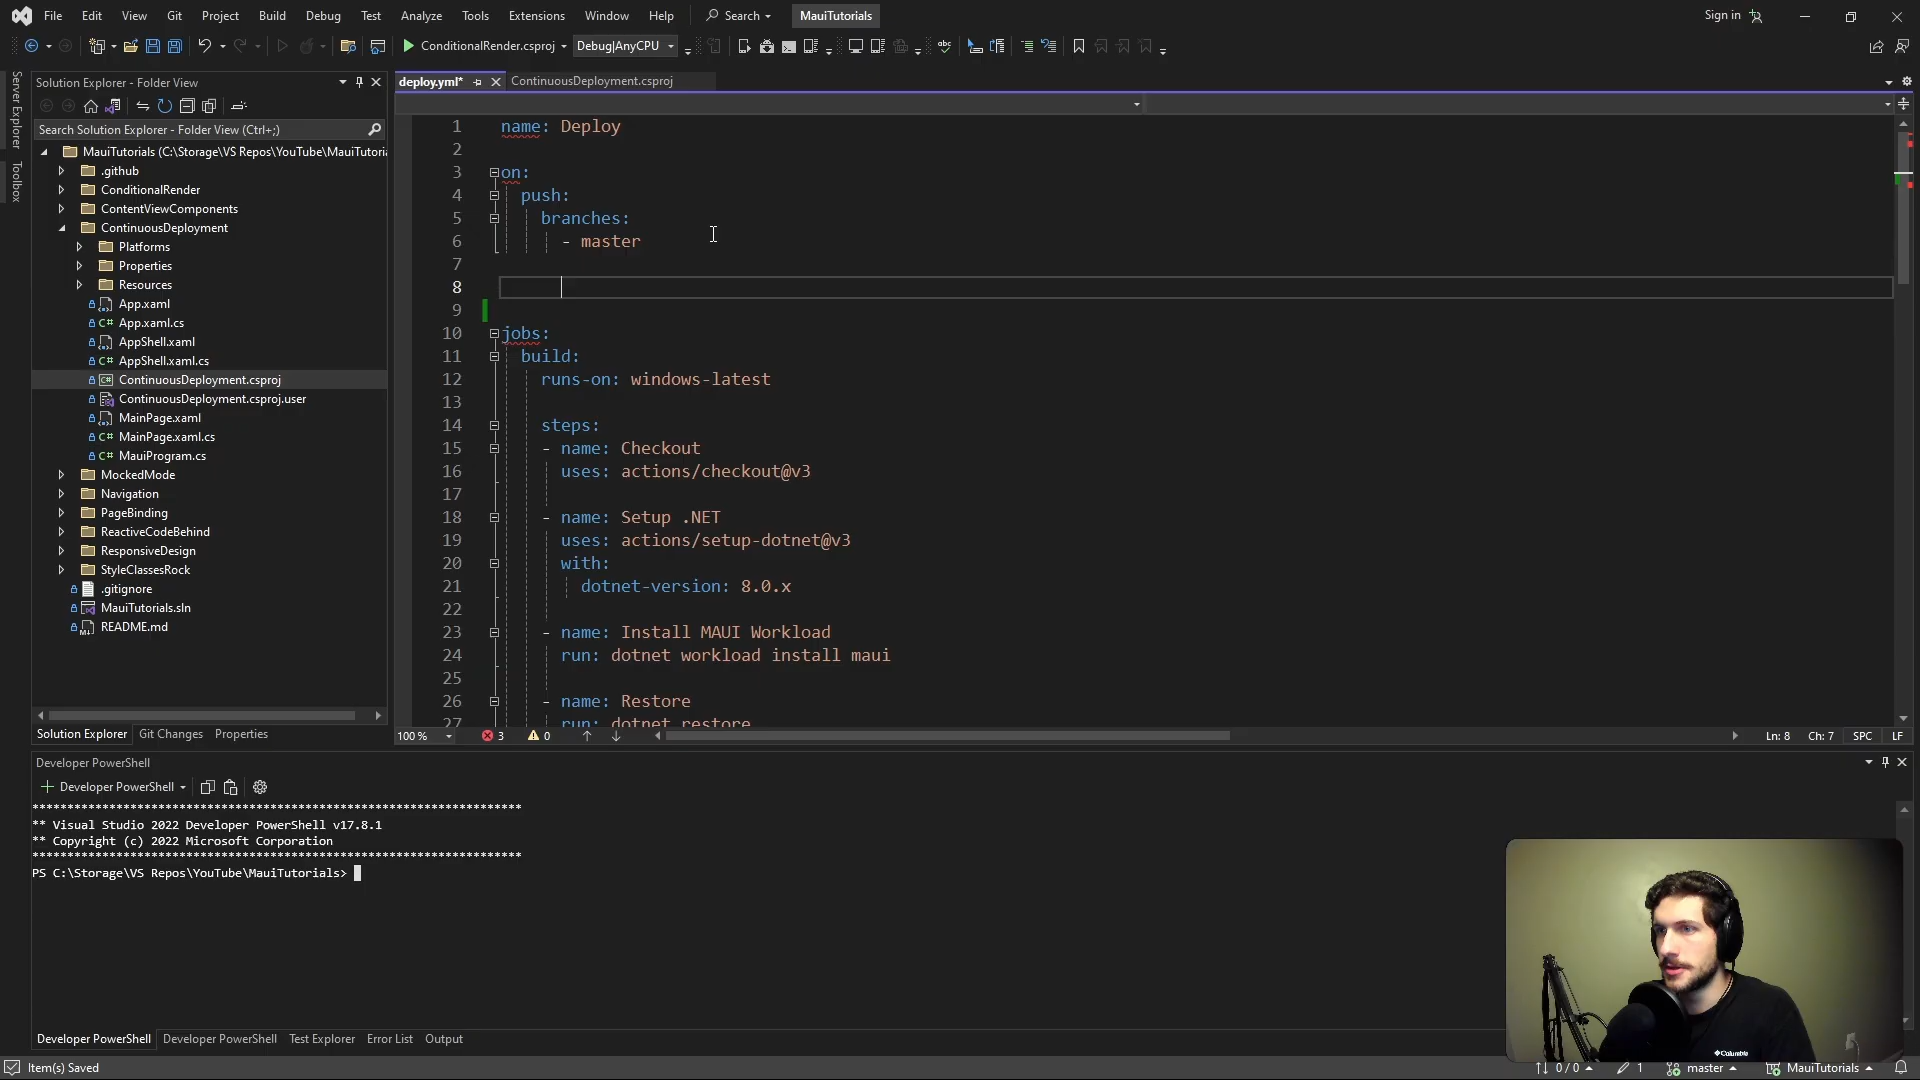 File Edit View Git Project Build Debug Test Analyze Tools Extensions Window Help Search MauiTutorials Sign in
ConditionalRender.csproj Debug|AnyCPU
Server Explorer
Toolbox
Solution Explorer - Folder View
Search Solution Explorer - Folder View (Ctrl+;)
MauiTutorials (C:\Storage\VS Repos\YouTube\MauiTutoria
.github
ConditionalRender
ContentViewComponents
ContinuousDeployment
Platforms
Properties
Resources
App.xaml
App.xaml.cs
AppShell.xaml
AppShell.xaml.cs
ContinuousDeployment.csproj
ContinuousDeployment.csproj.user
MainPage.xaml
MainPage.xaml.cs
MauiProgram.cs
MockedMode
Navigation
PageBinding
ReactiveCodeBehind
ResponsiveDesign
StyleClassesRock
.gitignore
MauiTutorials.sln
README.md
Solution Explorer Git Changes Properties
deploy.yml* ContinuousDeployment.csproj
1 name: Deploy
2
3 on:
4 push:
5 branches:
6 - master
7
8
9
10 jobs:
11 build:
12 runs-on: windows-latest
13
14 steps:
15 - name: Checkout
16 uses: actions/checkout@v3
17
18 - name: Setup .NET
19 uses: actions/setup-dotnet@v3
20 with:
21 dotnet-version: 8.0.x
22
23 - name: Install MAUI Workload
24 run: dotnet workload install maui
25
26 - name: Restore
27 run: dotnet restore
100 % 3 0 Ln: 8 Ch: 7 SPC LF
Developer PowerShell
Developer PowerShell
**********************************************************************
** Visual Studio 2022 Developer PowerShell v17.8.1
** Copyright (c) 2022 Microsoft Corporation
**********************************************************************
PS C:\Storage\VS Repos\YouTube\MauiTutorials>
Columbia
Developer PowerShell Developer PowerShell Test Explorer Error List Output
Item(s) Saved 0 / 0 1 master MauiTutorials